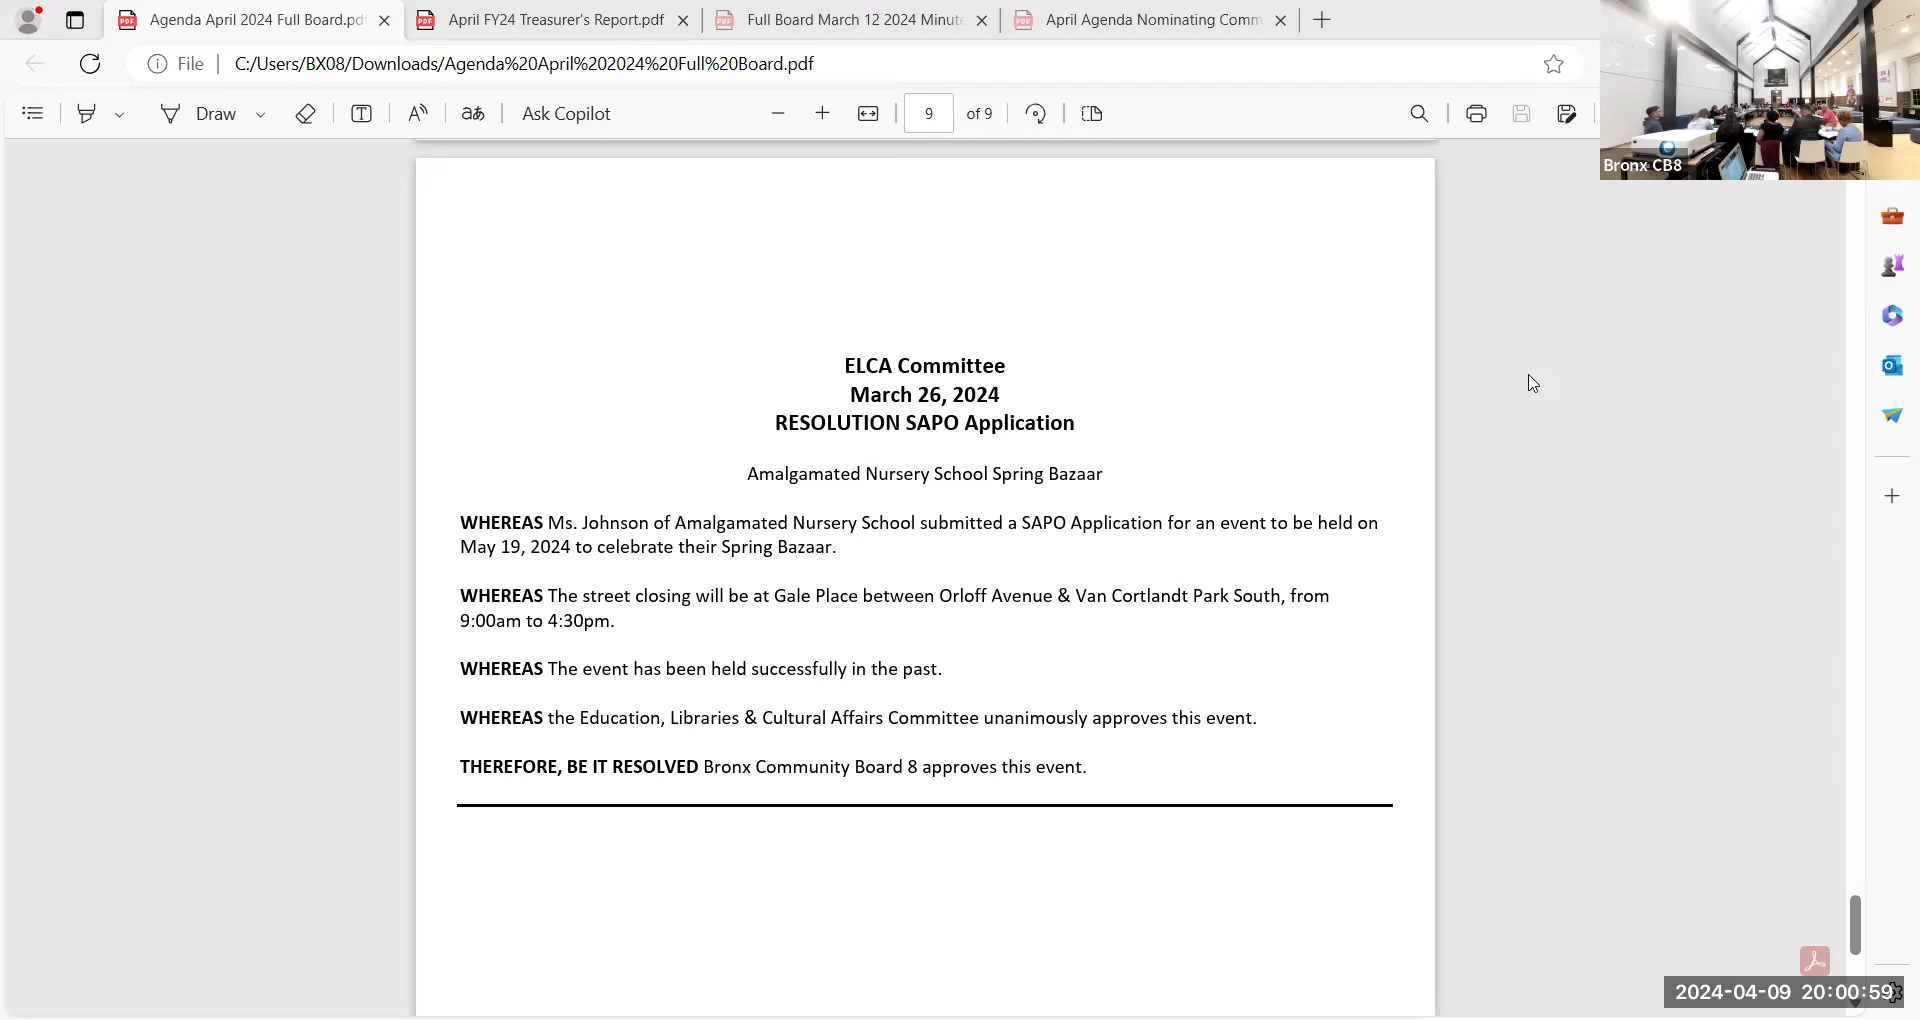 Agenda April 2024 Full Board.pdf
April FY24 Treasurer's Report.pdf
Full Board March 12 2024 Minute
April Agenda Nominating Comm
File
C:/Users/BX08/Downloads/Agenda%20April%202024%20Full%20Board.pdf
Draw
Ask Copilot
9 of 9
Bronx CB8
ELCA Committee
March 26, 2024
RESOLUTION SAPO Application
Amalgamated Nursery School Spring Bazaar
WHEREAS Ms. Johnson of Amalgamated Nursery School submitted a SAPO Application for an event to be held on
May 19, 2024 to celebrate their Spring Bazaar.
WHEREAS The street closing will be at Gale Place between Orloff Avenue & Van Cortlandt Park South, from
9:00am to 4:30pm.
WHEREAS The event has been held successfully in the past.
WHEREAS the Education, Libraries & Cultural Affairs Committee unanimously approves this event.
THEREFORE, BE IT RESOLVED Bronx Community Board 8 approves this event.
2024-04-09 20:00:59